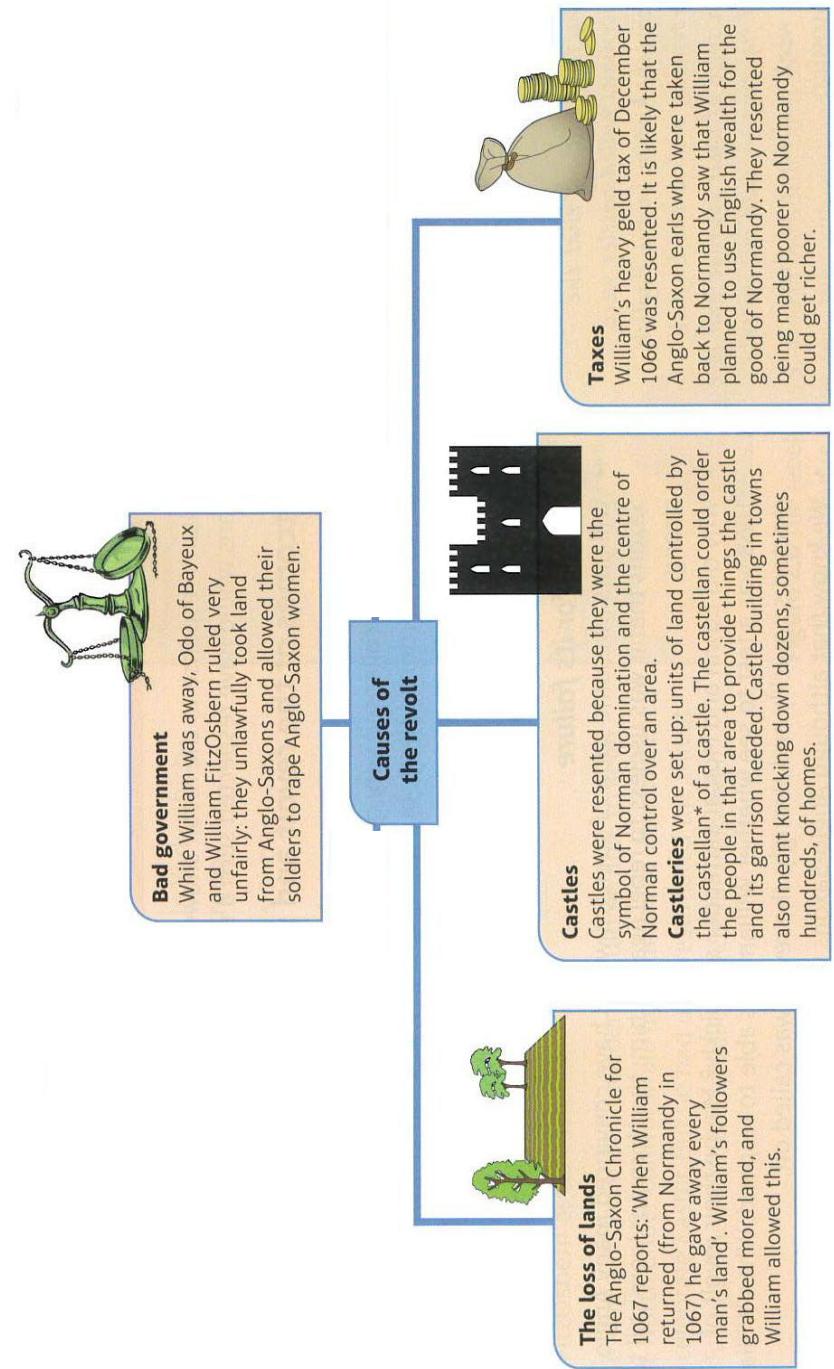 Bad government
While William was away, Odo of Bayeux
and William FitzOsbern ruled very
unfairly: they unlawfully took land
from Anglo-Saxons and allowed their
soldiers to rape Anglo-Saxon women.
Causes of
the revolt
The loss of lands
The Anglo-Saxon Chronicle for
1067 reports: 'When William
returned (from Normandy in
1067) he gave away every
man's land'. William's followers
grabbed more land, and
William allowed this.
Castles
Castles were resented because they were the
symbol of Norman domination and the centre of
Norman control over an area.
Castleries were set up: units of land controlled by
the castellan* of a castle. The castellan could order
the people in that area to provide things the castle
and its garrison needed. Castle-building in towns
also meant knocking down dozens, sometimes
hundreds, of homes.
Taxes
William's heavy geld tax of December
1066 was resented. It is likely that the
Anglo-Saxon earls who were taken
back to Normandy saw that William
planned to use English wealth for the
good of Normandy. They resented
being made poorer so Normandy
could get richer.